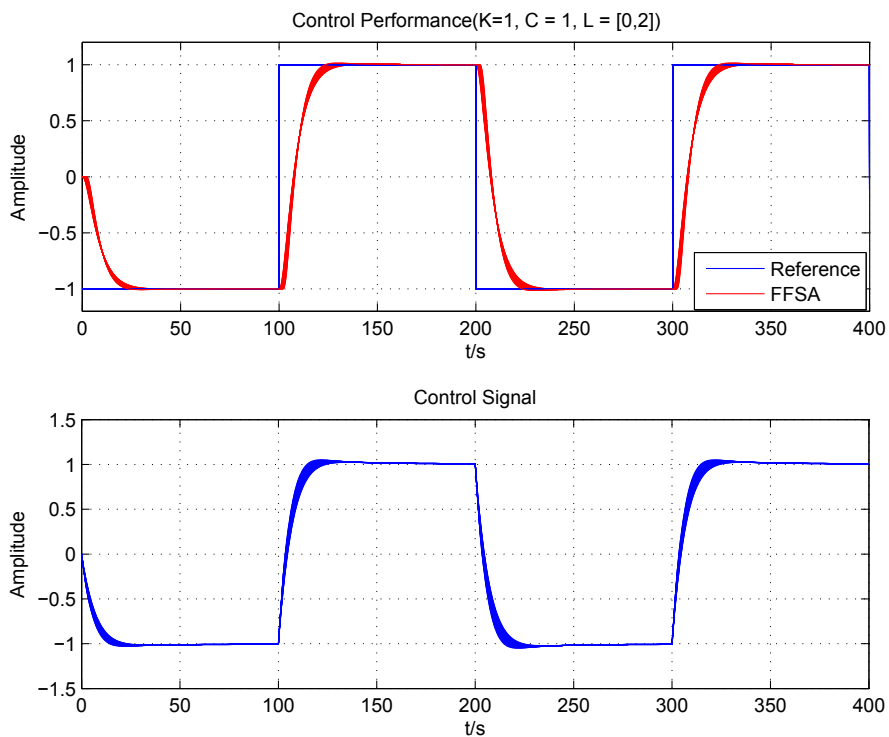 Control Performance(K=1, C = 1, L = [0,2])
1
0.5
0
−0.5
−1
Amplitude
Reference
FFSA
0 50 100 150 200 250 300 350 400
t/s
Control Signal
1.5
1
0.5
0
−0.5
−1
−1.5
Amplitude
0 50 100 150 200 250 300 350 400
t/s